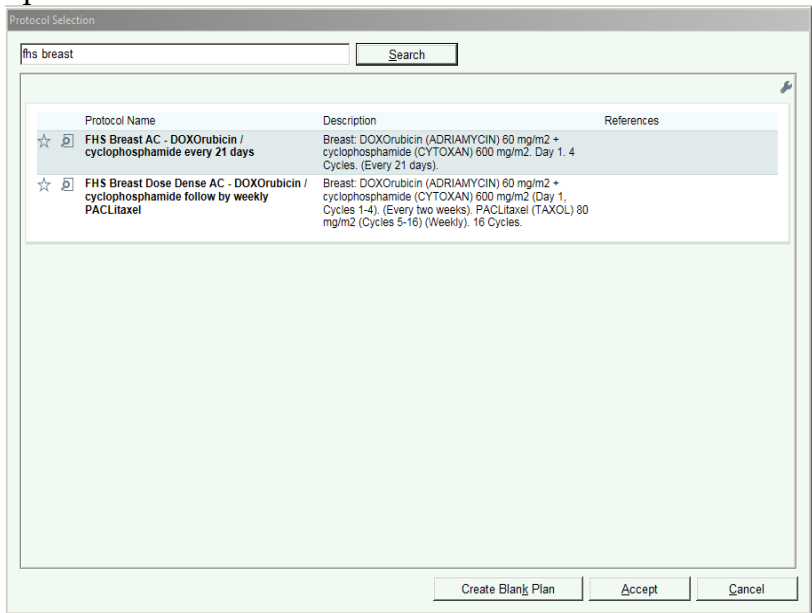 Protocol Selection
fhs breast
Search
Protocol Name Description References
FHS Breast AC - DOXOrubicin /
cyclophosphamide every 21 days
Breast: DOXOrubicin (ADRIAMYCIN) 60 mg/m2 +
cyclophosphamide (CYTOXAN) 600 mg/m2. Day 1. 4
Cycles. (Every 21 days).
FHS Breast Dose Dense AC - DOXOrubicin /
cyclophosphamide follow by weekly
PACLitaxel
Breast: DOXOrubicin (ADRIAMYCIN) 60 mg/m2 +
cyclophosphamide (CYTOXAN) 600 mg/m2 (Day 1,
Cycles 1-4). (Every two weeks). PACLitaxel (TAXOL) 80
mg/m2 (Cycles 5-16) (Weekly). 16 Cycles.
Create Blank Plan Accept Cancel